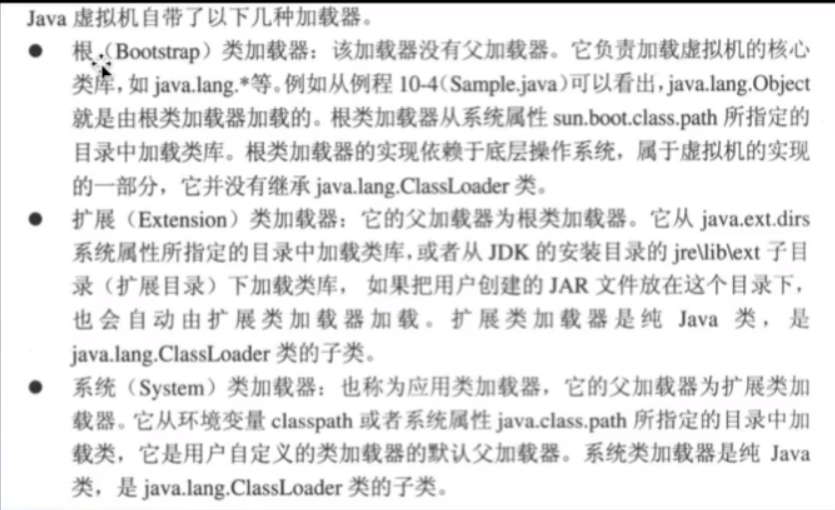 Java 虚拟机自带了以下几种加载器。
● 根（Bootstrap）类加载器：该加载器没有父加载器。它负责加载虚拟机的核心
类库，如 java.lang.*等。例如从例程 10-4（Sample.java）可以看出，java.lang.Object
就是由根类加载器加载的。根类加载器从系统属性 sun.boot.class.path 所指定的
目录中加载类库。根类加载器的实现依赖于底层操作系统，属于虚拟机的实现
的一部分，它并没有继承 java.lang.ClassLoader 类。
● 扩展（Extension）类加载器：它的父加载器为根类加载器。它从 java.ext.dirs
系统属性所指定的目录中加载类库，或者从 JDK 的安装目录的 jre\lib\ext 子目
录（扩展目录）下加载类库， 如果把用户创建的 JAR 文件放在这个目录下，
也会自动由扩展类加载器加载。扩展类加载器是纯 Java 类，是
java.lang.ClassLoader 类的子类。
● 系统（System）类加载器：也称为应用类加载器，它的父加载器为扩展类加
载器。它从环境变量 classpath 或者系统属性 java.class.path 所指定的目录中加
载类，它是用户自定义的类加载器的默认父加载器。系统类加载器是纯 Java
类，是 java.lang.ClassLoader 类的子类。